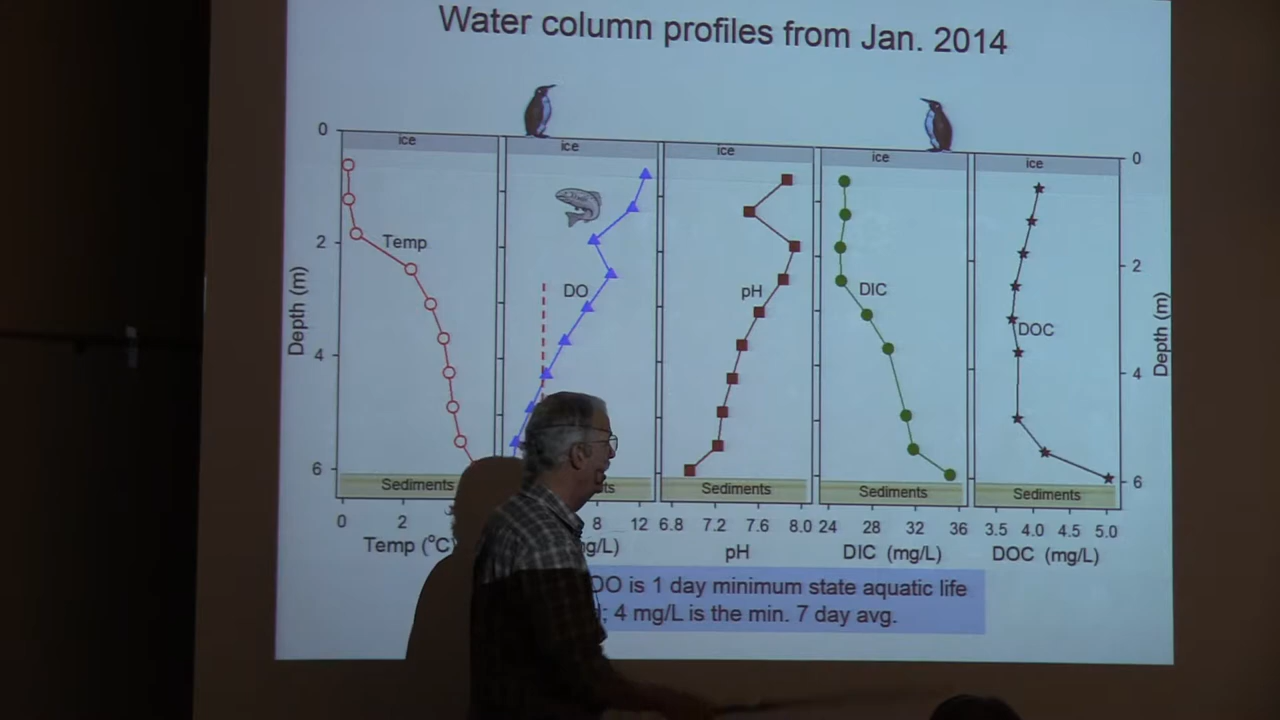 Water column profiles from Jan. 2014
ice ice ice ice ice
0 0
2 2
4 4
6 6
Depth (m)
Depth (m)
Temp
DO
pH
DIC
DOC
Sediments Sediments Sediments Sediments
0 2 8 12 6.8 7.2 7.6 8.0 24 28 32 36 3.5 4.0 4.5 5.0
Temp (°C) pH DIC (mg/L) DOC (mg/L)
DO is 1 day minimum state aquatic life
; 4 mg/L is the min. 7 day avg.